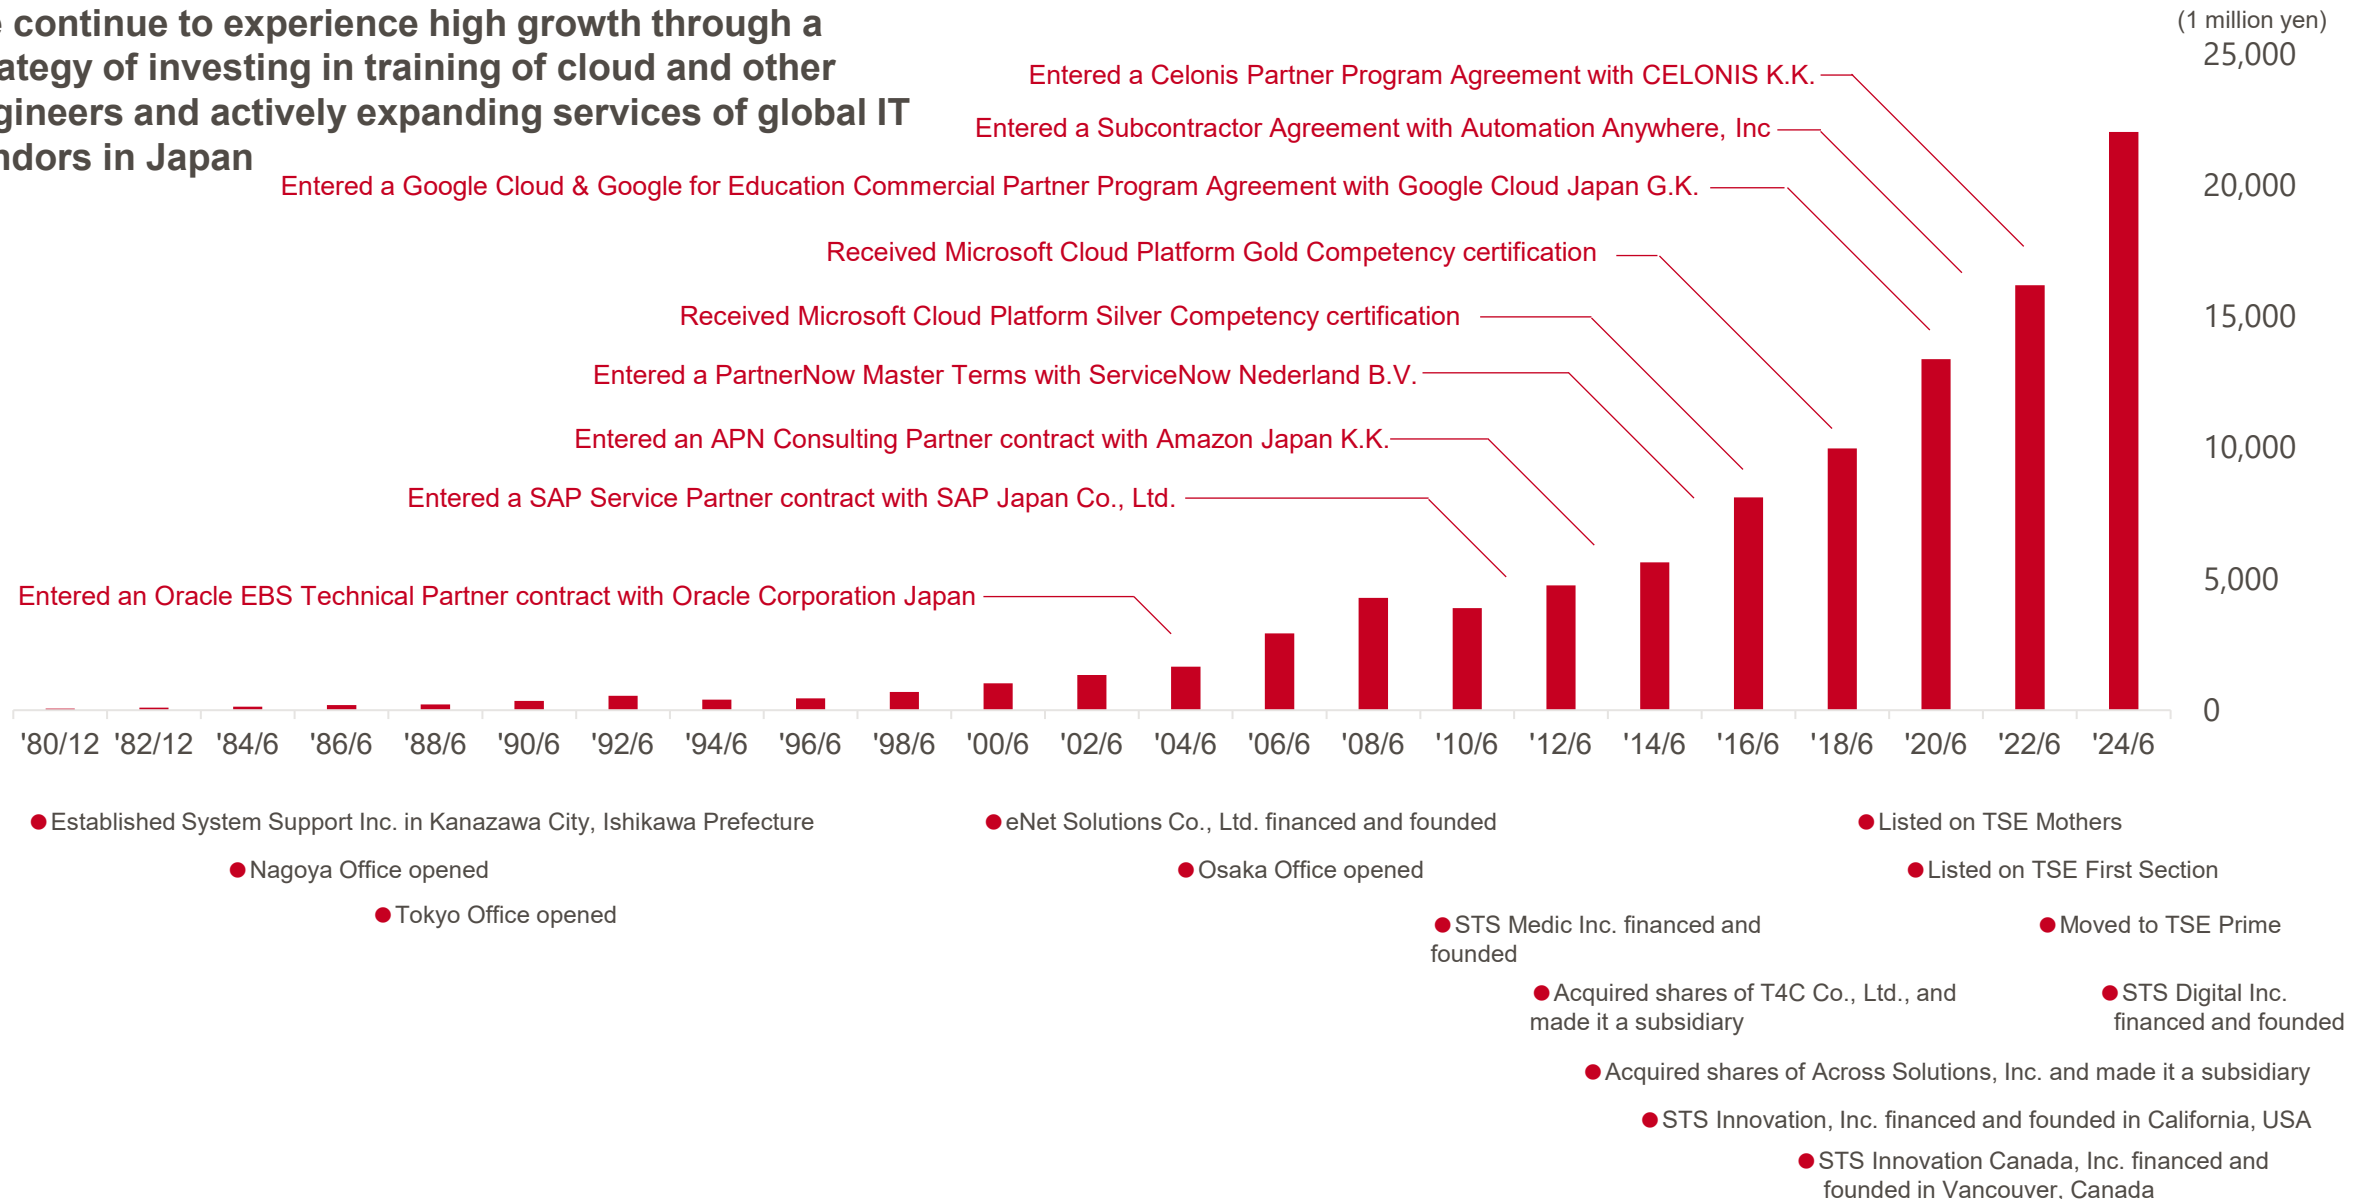 continue to experience high growth through a
ategy of investing in training of cloud and other
gineers and actively expanding services of global IT
ndors in Japan
(1 million yen)
25,000
20,000
15,000
10,000
5,000
0
Entered a Celonis Partner Program Agreement with CELONIS K.K.
Entered a Subcontractor Agreement with Automation Anywhere, Inc
Entered a Google Cloud & Google for Education Commercial Partner Program Agreement with Google Cloud Japan G.K.
Received Microsoft Cloud Platform Gold Competency certification
Received Microsoft Cloud Platform Silver Competency certification
Entered a PartnerNow Master Terms with ServiceNow Nederland B.V.
Entered an APN Consulting Partner contract with Amazon Japan K.K.
Entered a SAP Service Partner contract with SAP Japan Co., Ltd.
Entered an Oracle EBS Technical Partner contract with Oracle Corporation Japan
'80/12 '82/12 '84/6 '86/6 '88/6 '90/6 '92/6 '94/6 '96/6 '98/6 '00/6 '02/6 '04/6 '06/6 '08/6 '10/6 '12/6 '14/6 '16/6 '18/6 '20/6 '22/6 '24/6
●Established System Support Inc. in Kanazawa City, Ishikawa Prefecture
●eNet Solutions Co., Ltd. financed and founded
●Listed on TSE Mothers
●Nagoya Office opened
●Osaka Office opened
●Listed on TSE First Section
●Tokyo Office opened
●STS Medic Inc. financed and
founded
●Moved to TSE Prime
●Acquired shares of T4C Co., Ltd., and
made it a subsidiary
●STS Digital Inc.
financed and founded
●Acquired shares of Across Solutions, Inc. and made it a subsidiary
●STS Innovation, Inc. financed and founded in California, USA
●STS Innovation Canada, Inc. financed and
founded in Vancouver, Canada